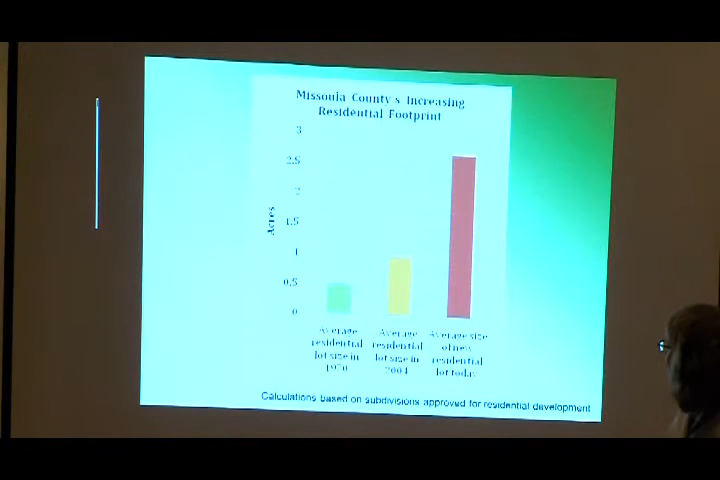 Missoula County's Increasing
Residential Footprint
3
2.5
2
1.5
1
0.5
0
Acres
Average
residential
lot size in
1970
Average
residential
lot size in
2004
Average size
of new
residential
lot today
Calculations based on subdivisions approved for residential development